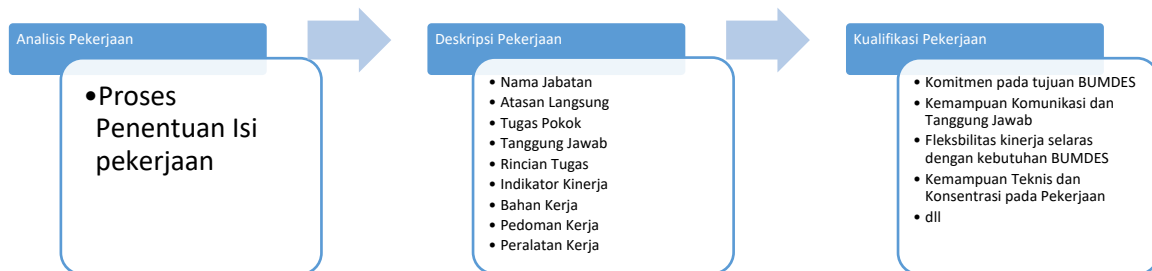 Analisis Pekerjaan
•Proses
Penentuan Isi
pekerjaan
Deskripsi Pekerjaan
• Nama Jabatan
• Atasan Langsung
• Tugas Pokok
• Tanggung Jawab
• Rincian Tugas
• Indikator Kinerja
• Bahan Kerja
• Pedoman Kerja
• Peralatan Kerja
Kualifikasi Pekerjaan
• Komitmen pada tujuan BUMDES
• Kemampuan Komunikasi dan
Tanggung Jawab
• Fleksbilitas kinerja selaras
dengan kebutuhan BUMDES
• Kemampuan Teknis dan
Konsentrasi pada Pekerjaan
• dll